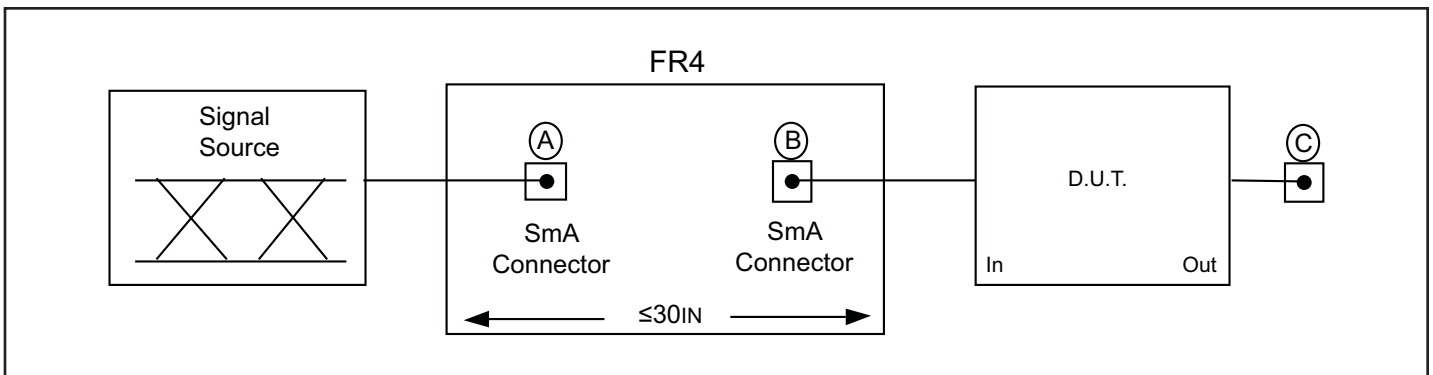 FR4
Signal
Source
A
SmA
Connector
B
SmA
Connector
≤30IN
D.U.T.
In
Out
C